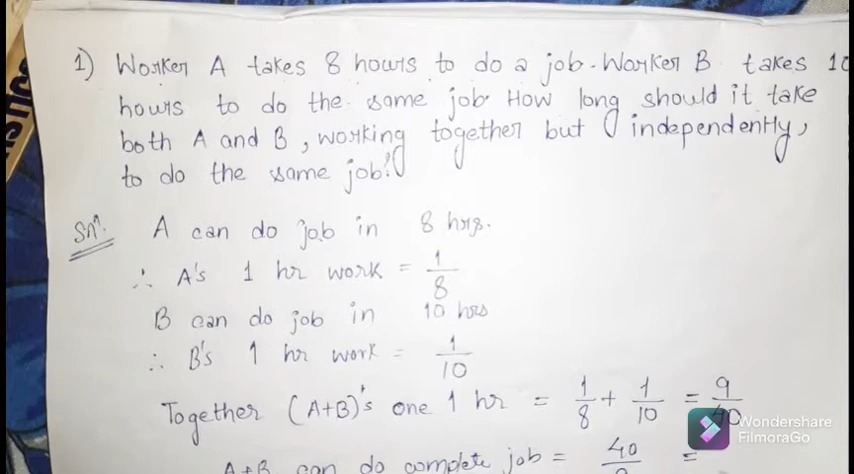 1) Worker A takes 8 hours to do a job. Worker B takes 10
hours to do the same job. How long should it take
both A and B, working together but independently,
to do the same job?
Sn.
A can do job in 8 hrs.
∴ A's 1 hr work = 1/8
B can do job in 10 hrs
∴ B's 1 hr work = 1/10
Together (A+B)'s one 1 hr = 1/8 + 1/10 = 9/40
A+B can do complete job = 40/ =
Wondershare
FilmoraGo